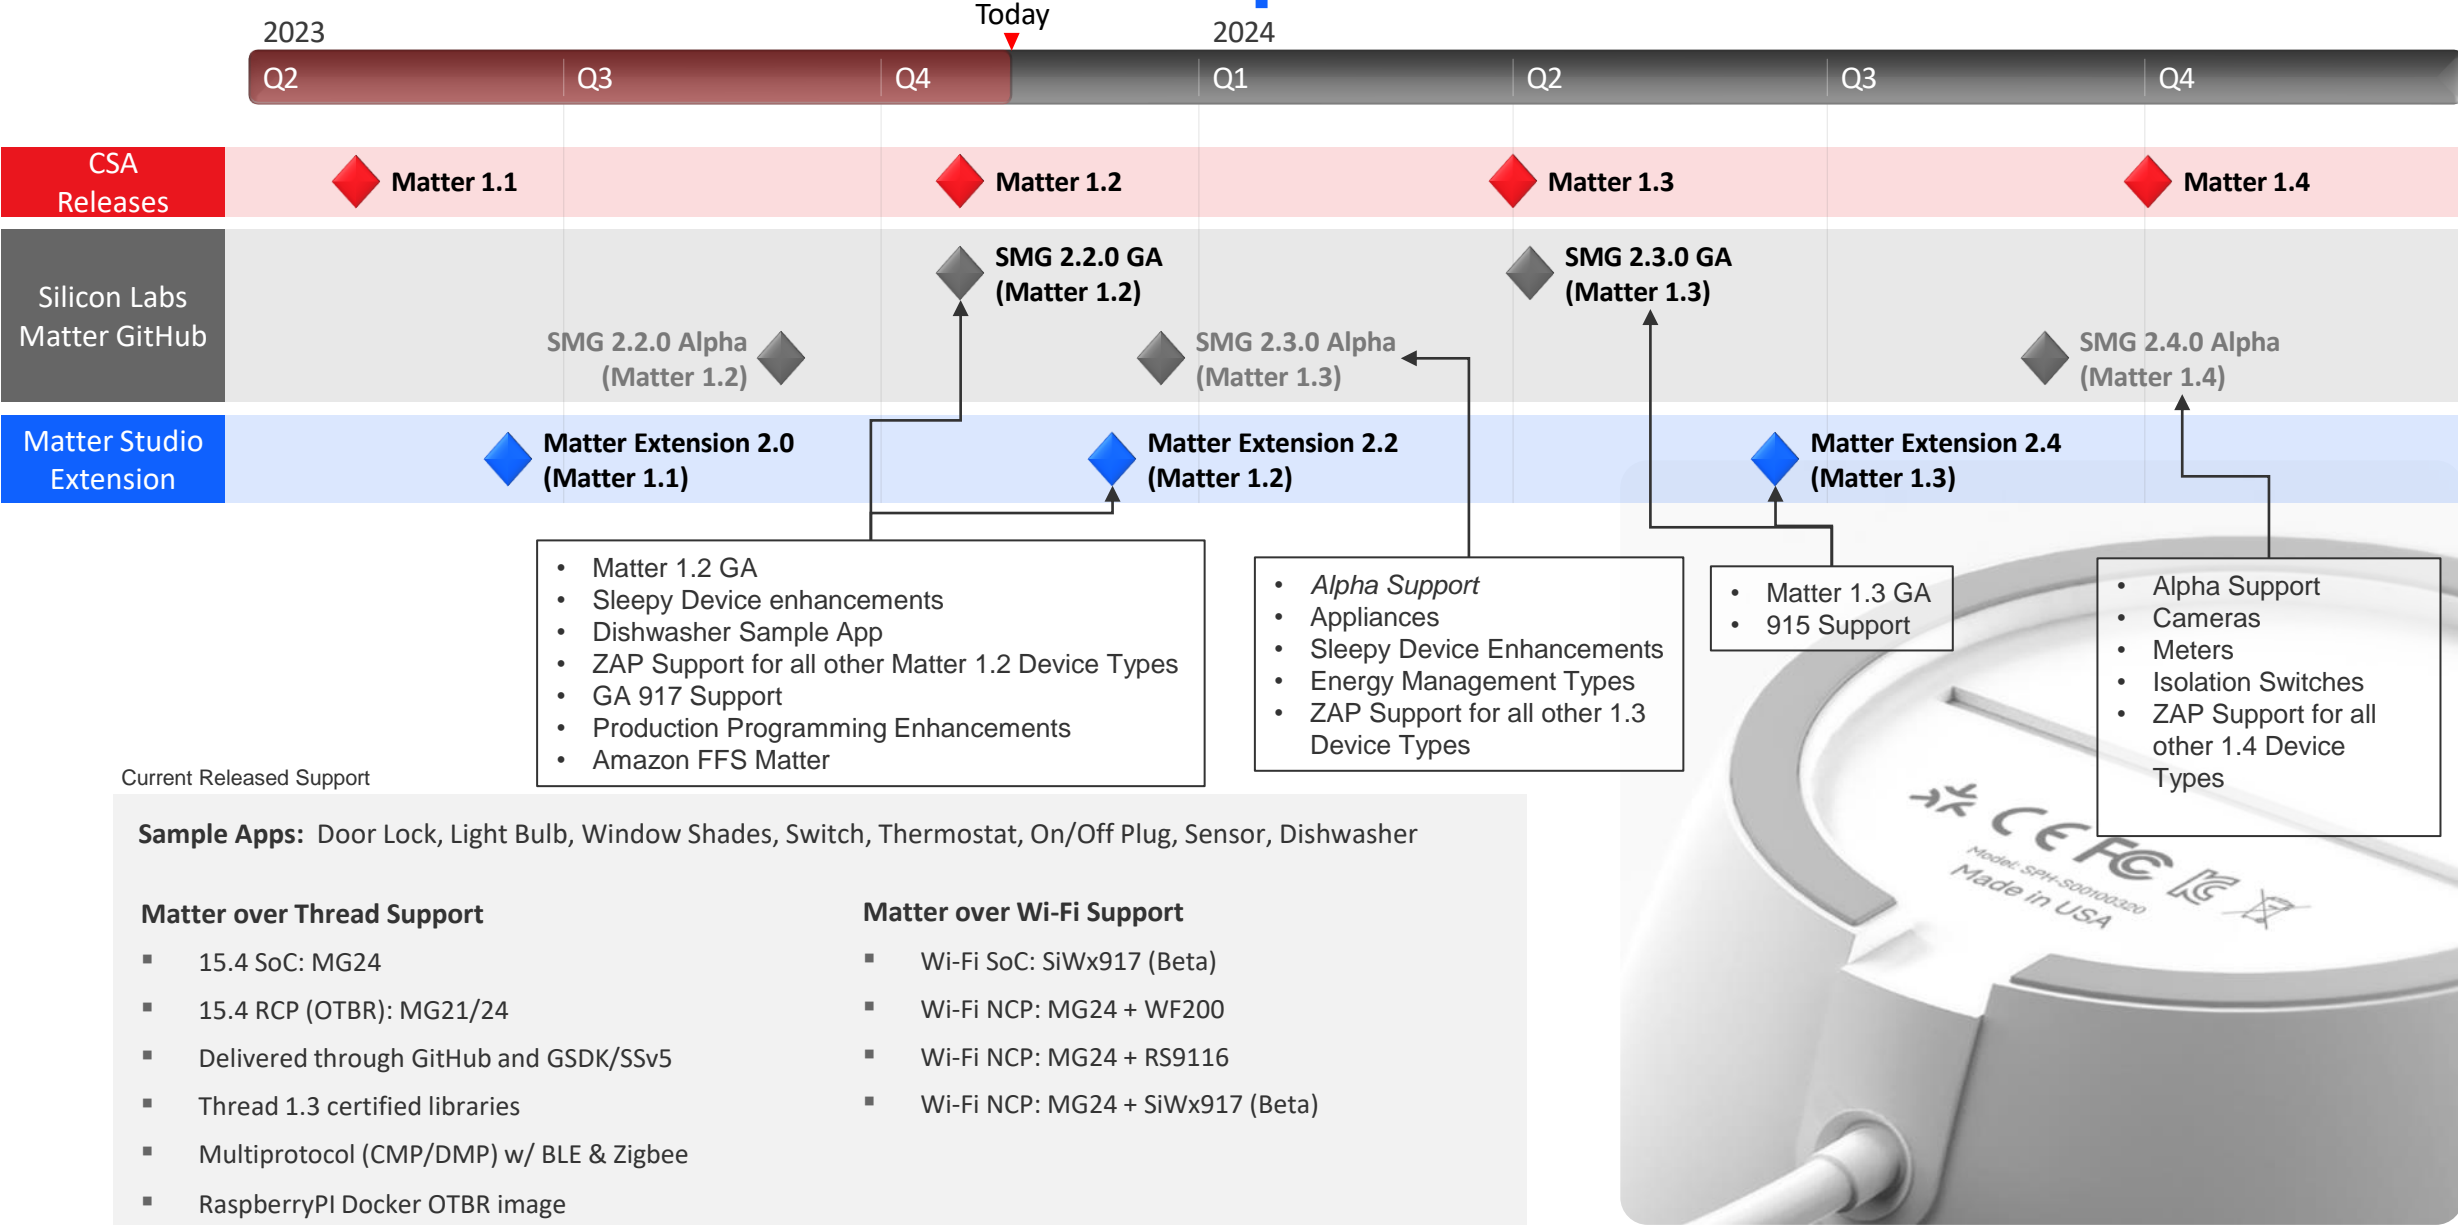 Today
2023
2024
Q2
Q3
Q4
Q1
Q2
Q3
Q4
CSA
Releases
Matter 1.1
Matter 1.2
Matter 1.3
Matter 1.4
Silicon Labs
Matter GitHub
SMG 2.2.0 GA
(Matter 1.2)
SMG 2.3.0 GA
(Matter 1.3)
SMG 2.2.0 Alpha
(Matter 1.2)
SMG 2.3.0 Alpha
(Matter 1.3)
SMG 2.4.0 Alpha
(Matter 1.4)
Matter Studio
Extension
Matter Extension 2.0
(Matter 1.1)
Matter Extension 2.2
(Matter 1.2)
Matter Extension 2.4
(Matter 1.3)
• Matter 1.2 GA
• Sleepy Device enhancements
• Dishwasher Sample App
• ZAP Support for all other Matter 1.2 Device Types
• GA 917 Support
• Production Programming Enhancements
• Amazon FFS Matter
• Alpha Support
• Appliances
• Sleepy Device Enhancements
• Energy Management Types
• ZAP Support for all other 1.3
Device Types
• Matter 1.3 GA
• 915 Support
• Alpha Support
• Cameras
• Meters
• Isolation Switches
• ZAP Support for all
other 1.4 Device
Types
Current Released Support
Sample Apps: Door Lock, Light Bulb, Window Shades, Switch, Thermostat, On/Off Plug, Sensor, Dishwasher
Matter over Thread Support
▪ 15.4 SoC: MG24
▪ 15.4 RCP (OTBR): MG21/24
▪ Delivered through GitHub and GSDK/SSv5
▪ Thread 1.3 certified libraries
▪ Multiprotocol (CMP/DMP) w/ BLE & Zigbee
▪ RaspberryPI Docker OTBR image
Matter over Wi-Fi Support
▪ Wi-Fi SoC: SiWx917 (Beta)
▪ Wi-Fi NCP: MG24 + WF200
▪ Wi-Fi NCP: MG24 + RS9116
▪ Wi-Fi NCP: MG24 + SiWx917 (Beta)
CE FC
Model: SPH-S00100320
Made in USA